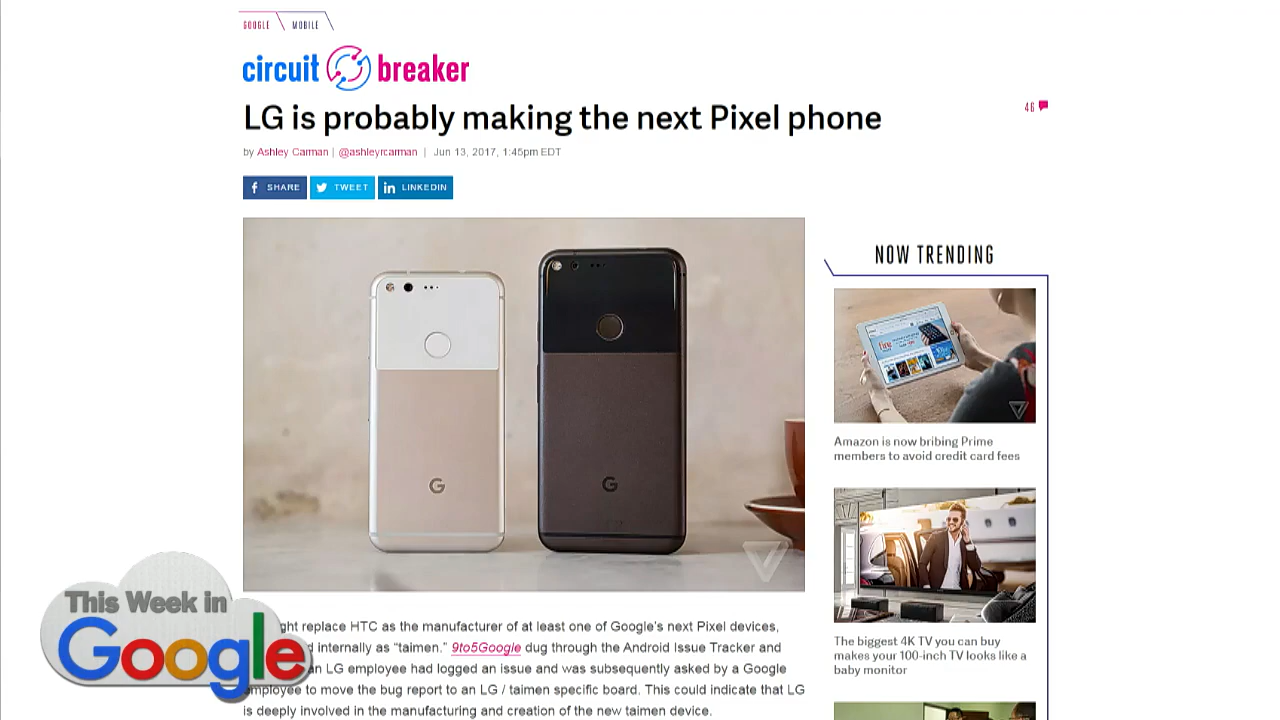 GOOGLE
MOBILE
circuit breaker
LG is probably making the next Pixel phone
46
by Ashley Carman | @ashleyrcarman | Jun 13, 2017, 1:45pm EDT
SHARE
TWEET
LINKEDIN
NOW TRENDING
Amazon is now bribing Prime
members to avoid credit card fees
The biggest 4K TV you can buy
makes your 100-inch TV looks like a
baby monitor
replace HTC as the manufacturer of at least one of Google's next Pixel devices,
internally as “taimen.” 9to5Google dug through the Android Issue Tracker and
an LG employee had logged an issue and was subsequently asked by a Google
employee to move the bug report to an LG / taimen specific board. This could indicate that LG
is deeply involved in the manufacturing and creation of the new taimen device.
This Week in
Google